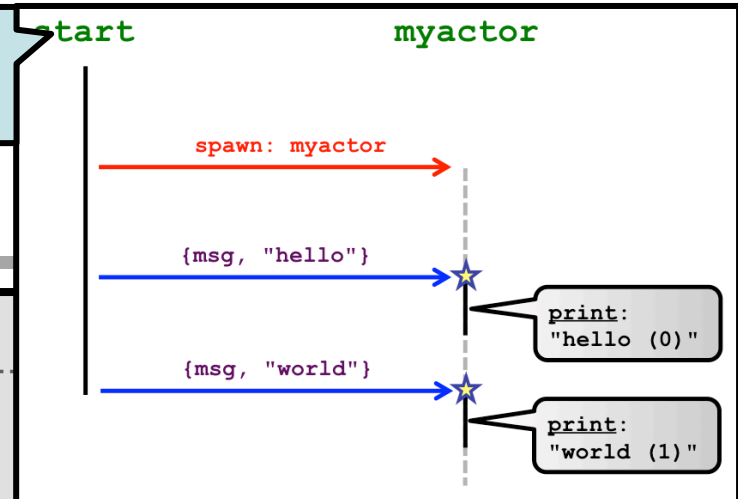 start myactor
spawn: myactor
{msg, "hello"}
print:
"hello (0)"
{msg, "world"}
print:
"world (1)"